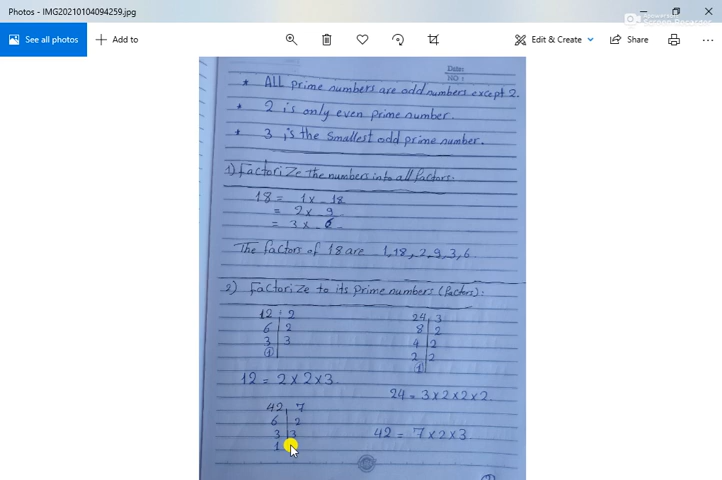 Photos - IMG20210104094259.jpg
See all photos
Add to
Edit & Create
Share
Screen Recorder
Date:
NO:
* ALL prime numbers are odd numbers except 2.
* 2 is only even prime number.
* 3 is the smallest odd prime number.
1) Factorize the numbers into all factors:
18 = 1 x 18
= 2 x 9
= 3 x 6
The factors of 18 are 1,18,2,9,3,6.
2) Factorize to its prime numbers (factors):
12 2
6 2
3 3
1
12 = 2 x 2 x 3
24 3
8 2
4 2
2 2
1
24 = 3 x 2 x 2 x 2
42 7
6 2
3 3
1
42 = 7 x 2 x 3